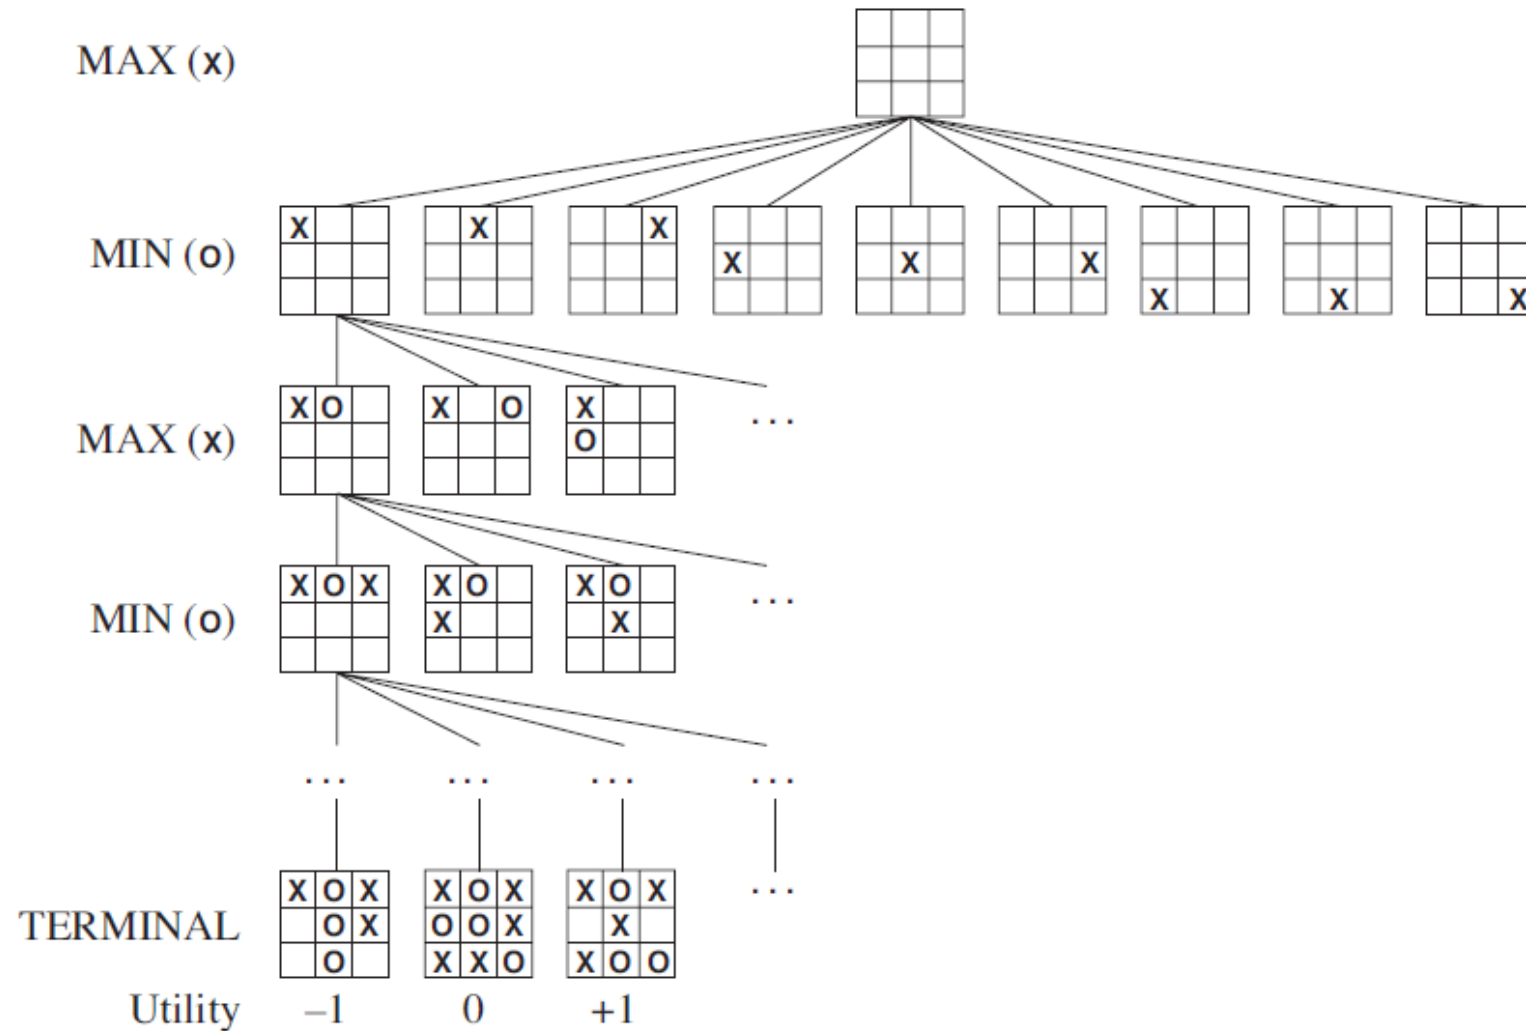 MAX (X)
MIN (O)
X X X X X X X X X
MAX (X)
X O
X O
X
O
...
MIN (O)
X O X
X O
X
X O
X
...
... ... ... ...
TERMINAL
X O X
O X
O
X O X
O O X
X X O
X O X
X
X O O
...
Utility –1 0 +1